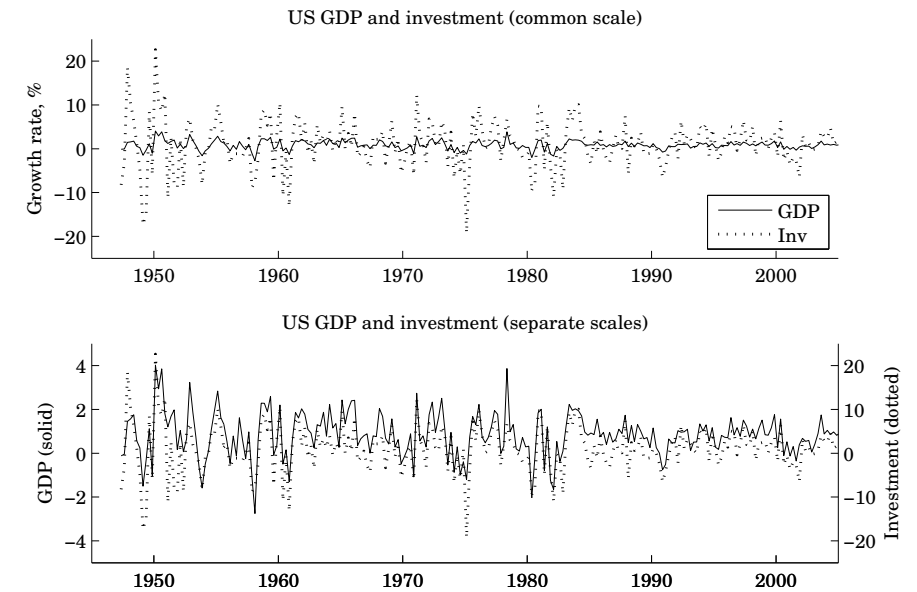 US GDP and investment (common scale)
Growth rate, %
20
10
0
−10
−20
GDP
Inv
1950 1960 1970 1980 1990 2000
US GDP and investment (separate scales)
GDP (solid)
4
2
0
−2
−4
20
10
0
−10
−20
Investment (dotted)
1950 1960 1970 1980 1990 2000